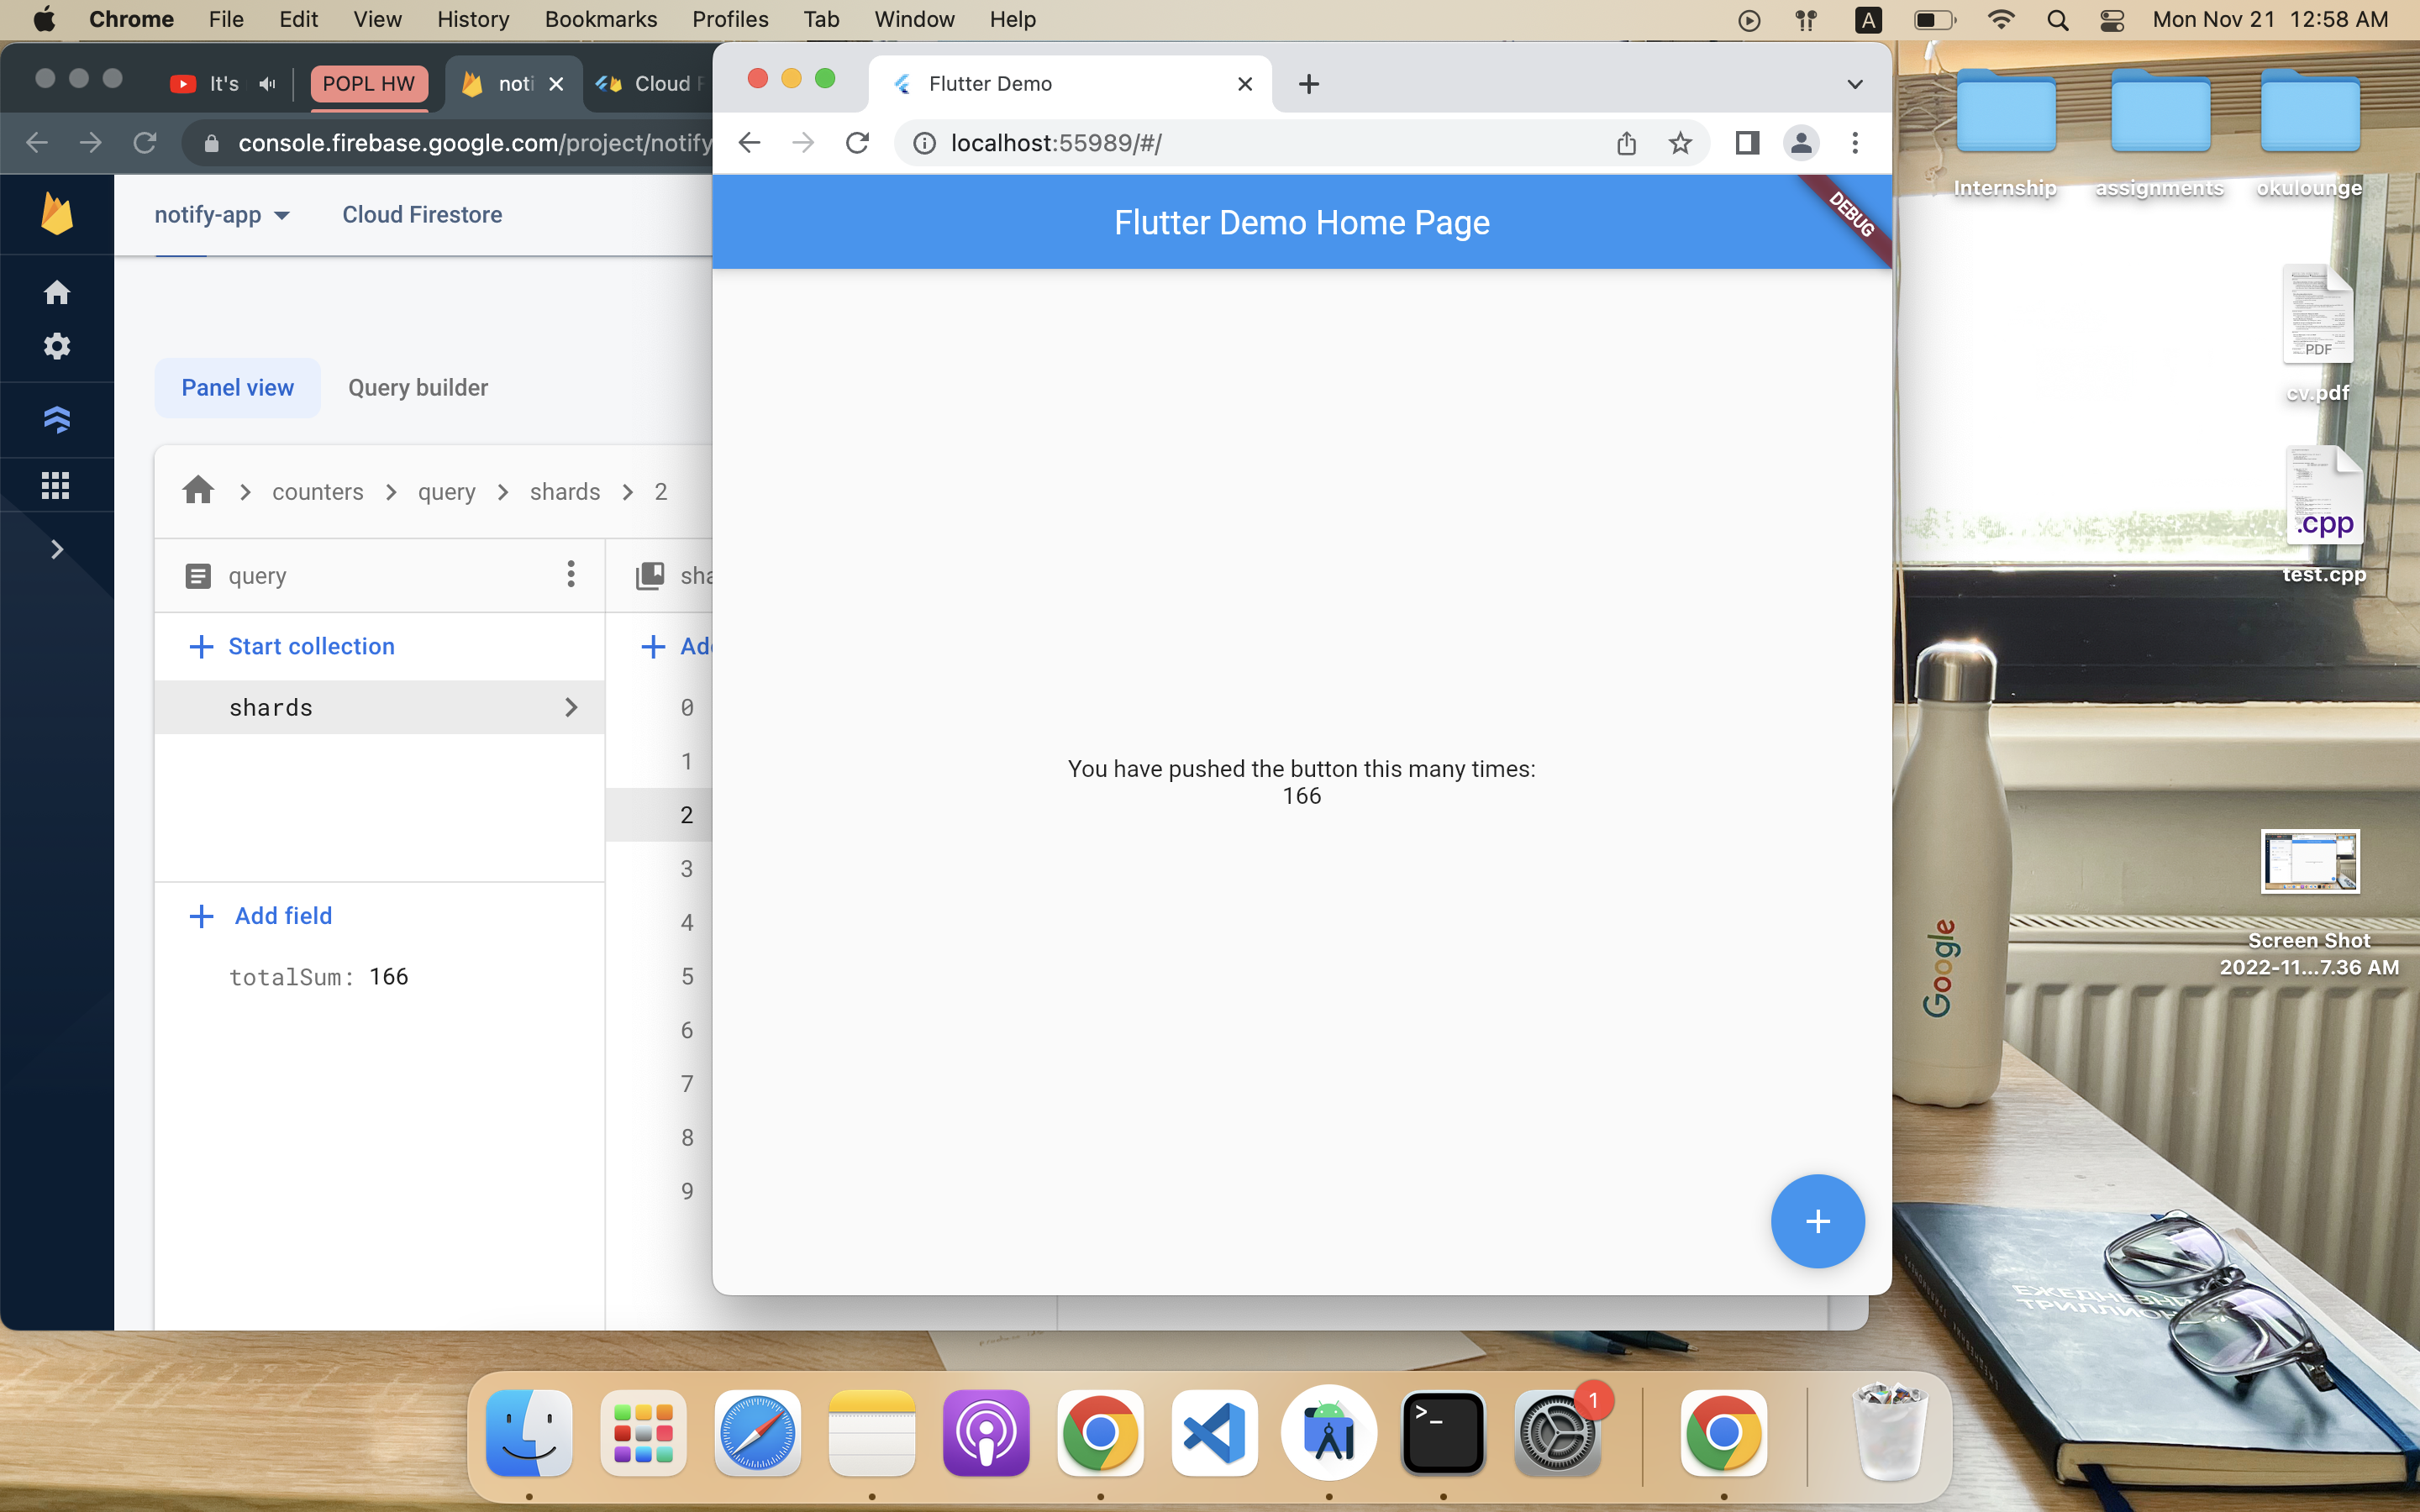 Chrome File Edit View History Bookmarks Profiles Tab Window Help A Mon Nov 21 12:58 AM
It's POPL HW noti Cloud F
console.firebase.google.com/project/notify
notify-app Cloud Firestore
Panel view Query builder
counters query shards 2
query sha
Start collection
shards
Add field
totalSum: 166
Add
0
1
2
3
4
5
6
7
8
9
Flutter Demo
localhost:55989/#/
Flutter Demo Home Page
DEBUG
You have pushed the button this many times:
166
+
Internship assignments okulounge
PDF
cv.pdf
.cpp
test.cpp
Screen Shot
2022-11...7.36 AM
Google
1